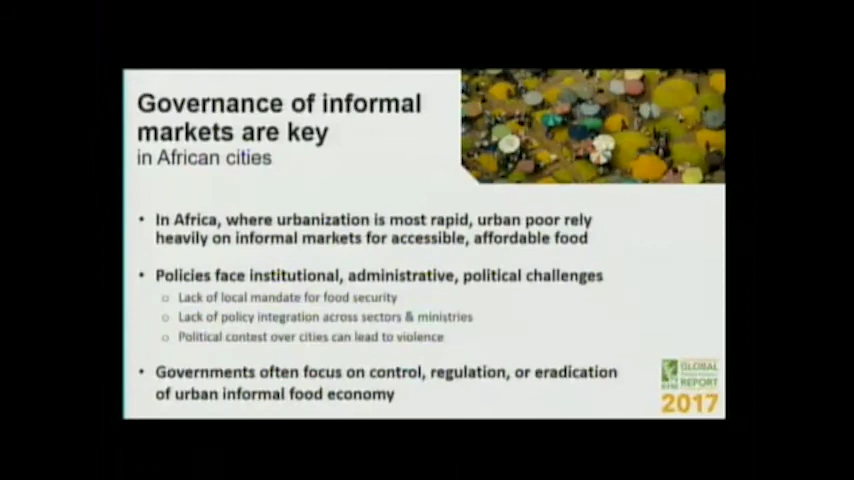 Governance of informal
markets are key
in African cities
• In Africa, where urbanization is most rapid, urban poor rely
heavily on informal markets for accessible, affordable food
• Policies face institutional, administrative, political challenges
o Lack of local mandate for food security
o Lack of policy integration across sectors & ministries
o Political contest over cities can lead to violence
• Governments often focus on control, regulation, or eradication
of urban informal food economy
GLOBAL
REPORT
2017